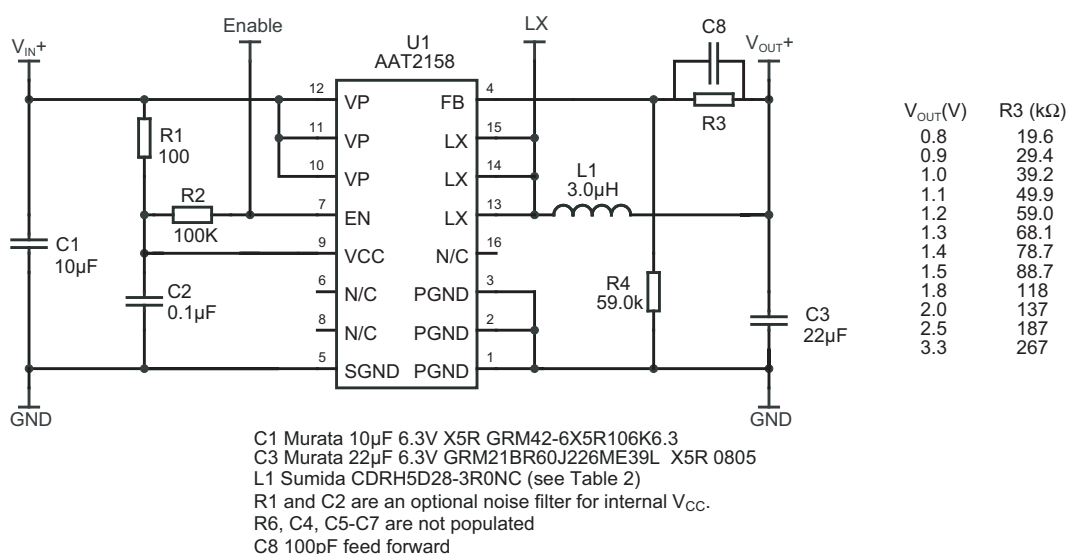 Enable
LX
C8
V_IN+
U1
AAT2158
V_OUT+
12
VP
FB
4
R3
R1
100
11
VP
LX
15
10
VP
LX
14
L1
3.0µH
R2
100K
7
EN
LX
13
C1
10µF
9
VCC
N/C
16
C2
0.1µF
6
N/C
PGND
3
R4
59.0k
8
N/C
PGND
2
C3
22µF
5
SGND
PGND
1
GND
GND
V_OUT(V) R3 (kΩ)
0.8 19.6
0.9 29.4
1.0 39.2
1.1 49.9
1.2 59.0
1.3 68.1
1.4 78.7
1.5 88.7
1.8 118
2.0 137
2.5 187
3.3 267
C1 Murata 10µF 6.3V X5R GRM42-6X5R106K6.3
C3 Murata 22µF 6.3V GRM21BR60J226ME39L X5R 0805
L1 Sumida CDRH5D28-3R0NC (see Table 2)
R1 and C2 are an optional noise filter for internal V_CC.
R6, C4, C5-C7 are not populated
C8 100pF feed forward